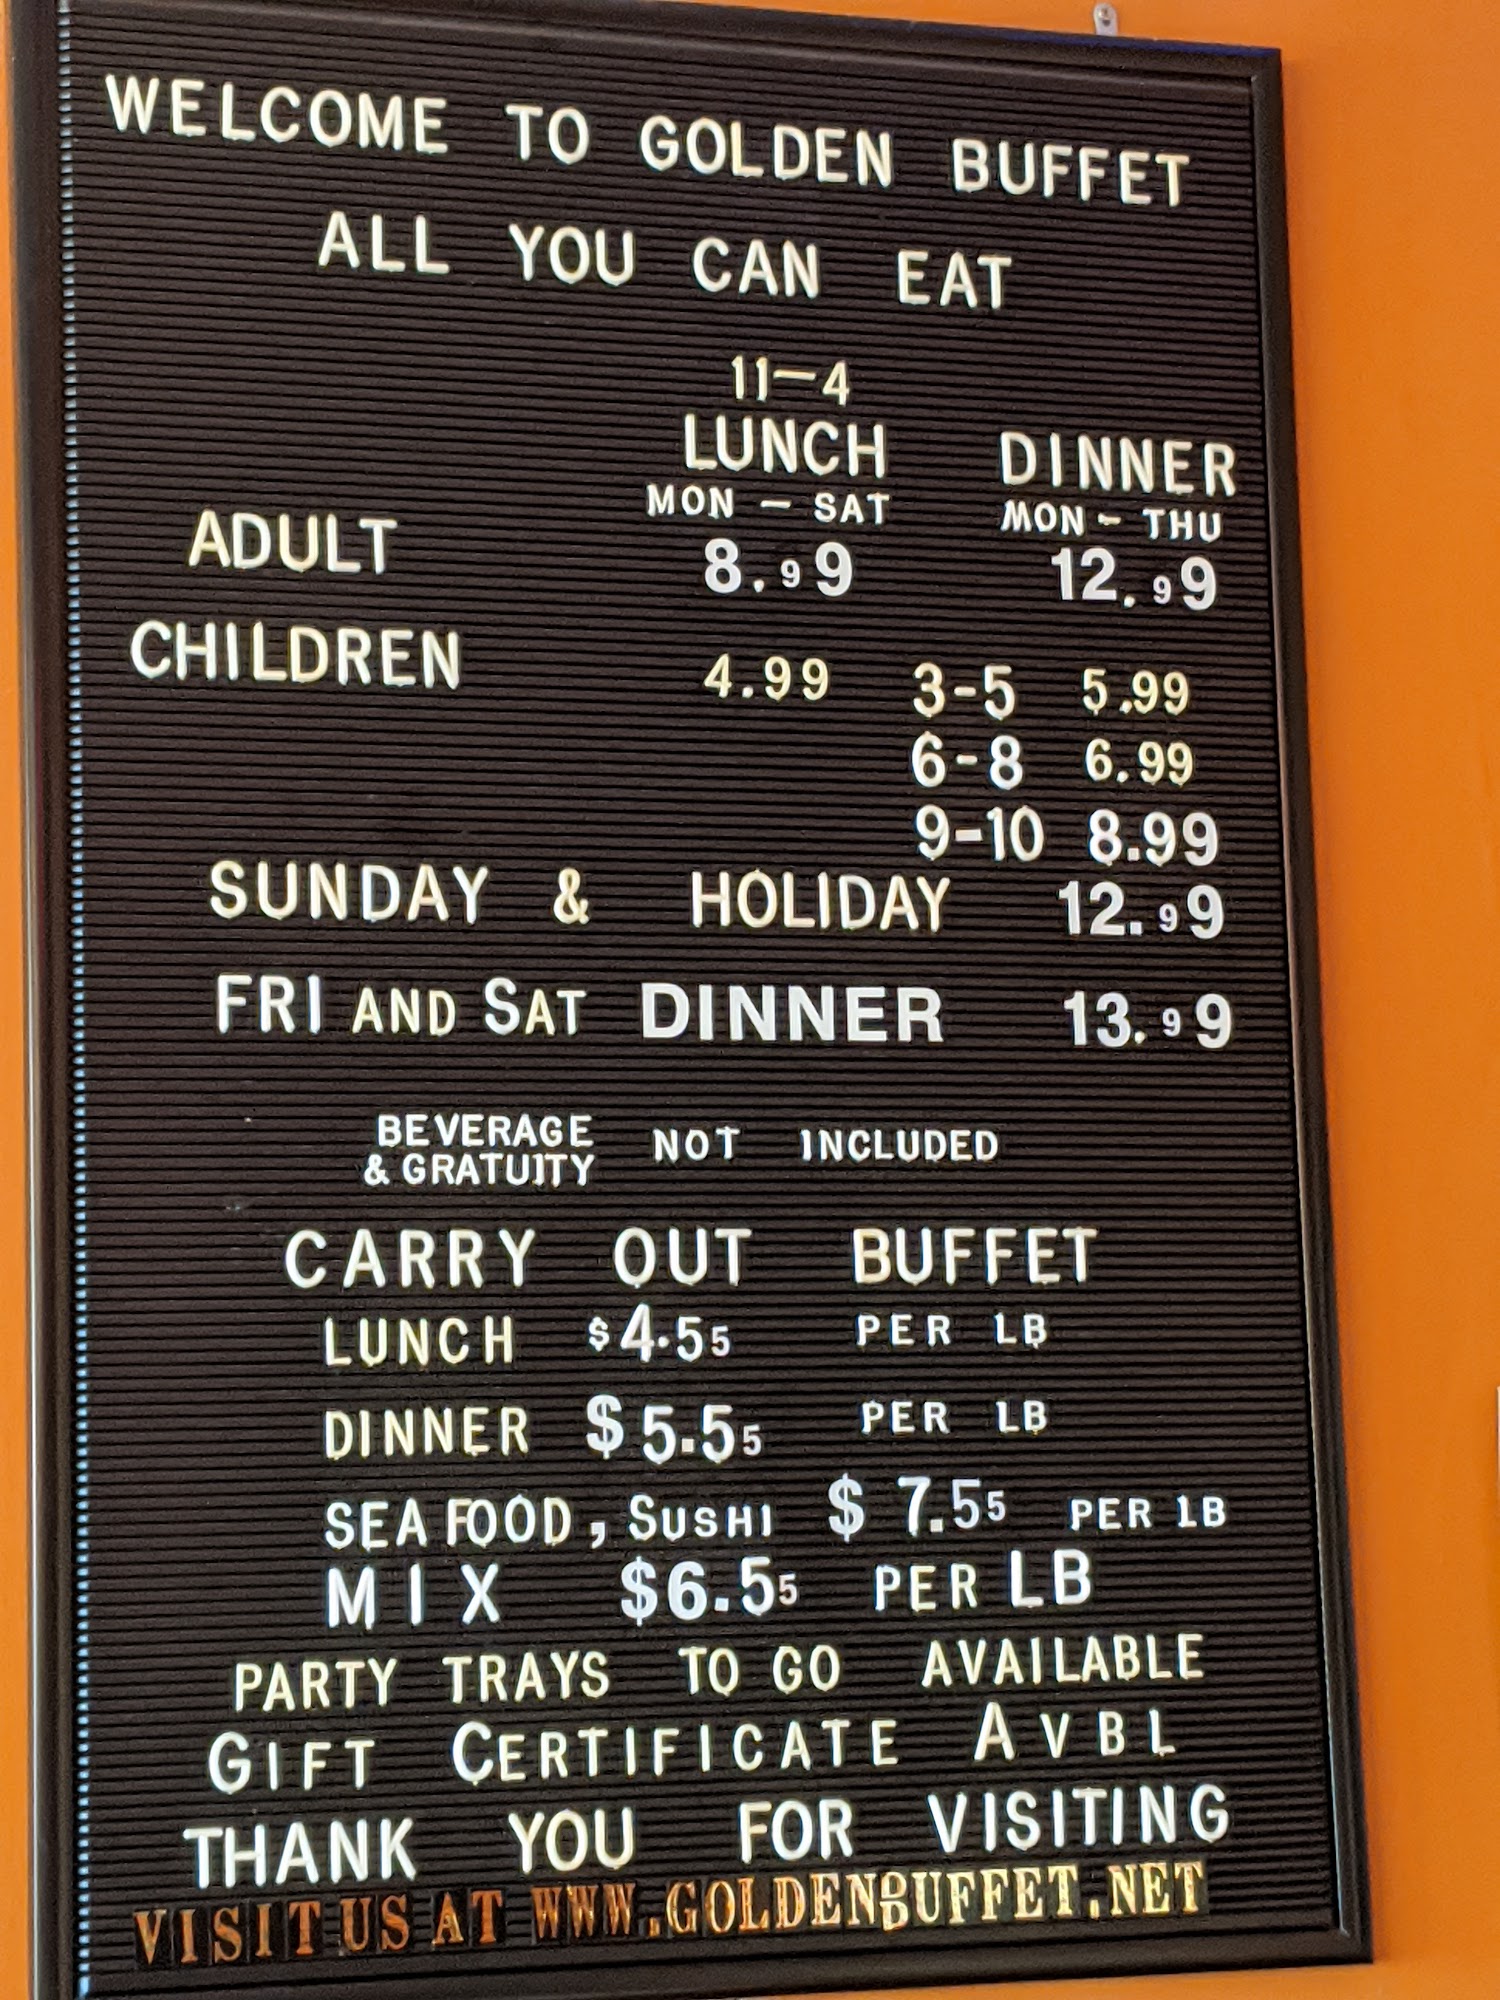 WELCOME TO GOLDEN BUFFET
ALL YOU CAN EAT
11-4
LUNCH DINNER
MON - SAT MON - THU
ADULT 8.99 12.99
CHILDREN 4.99 3-5 5.99
6-8 6.99
9-10 8.99
SUNDAY & HOLIDAY 12.99
FRI AND SAT DINNER 13.99
BEVERAGE
& GRATUITY NOT INCLUDED
CARRY OUT BUFFET
LUNCH $4.55 PER LB
DINNER $5.55 PER LB
SEAFOOD, SUSHI $7.55 PER LB
MIX $6.55 PER LB
PARTY TRAYS TO GO AVAILABLE
GIFT CERTIFICATE AVBL
THANK YOU FOR VISITING
VISIT US AT WWW.GOLDENBUFFET.NET